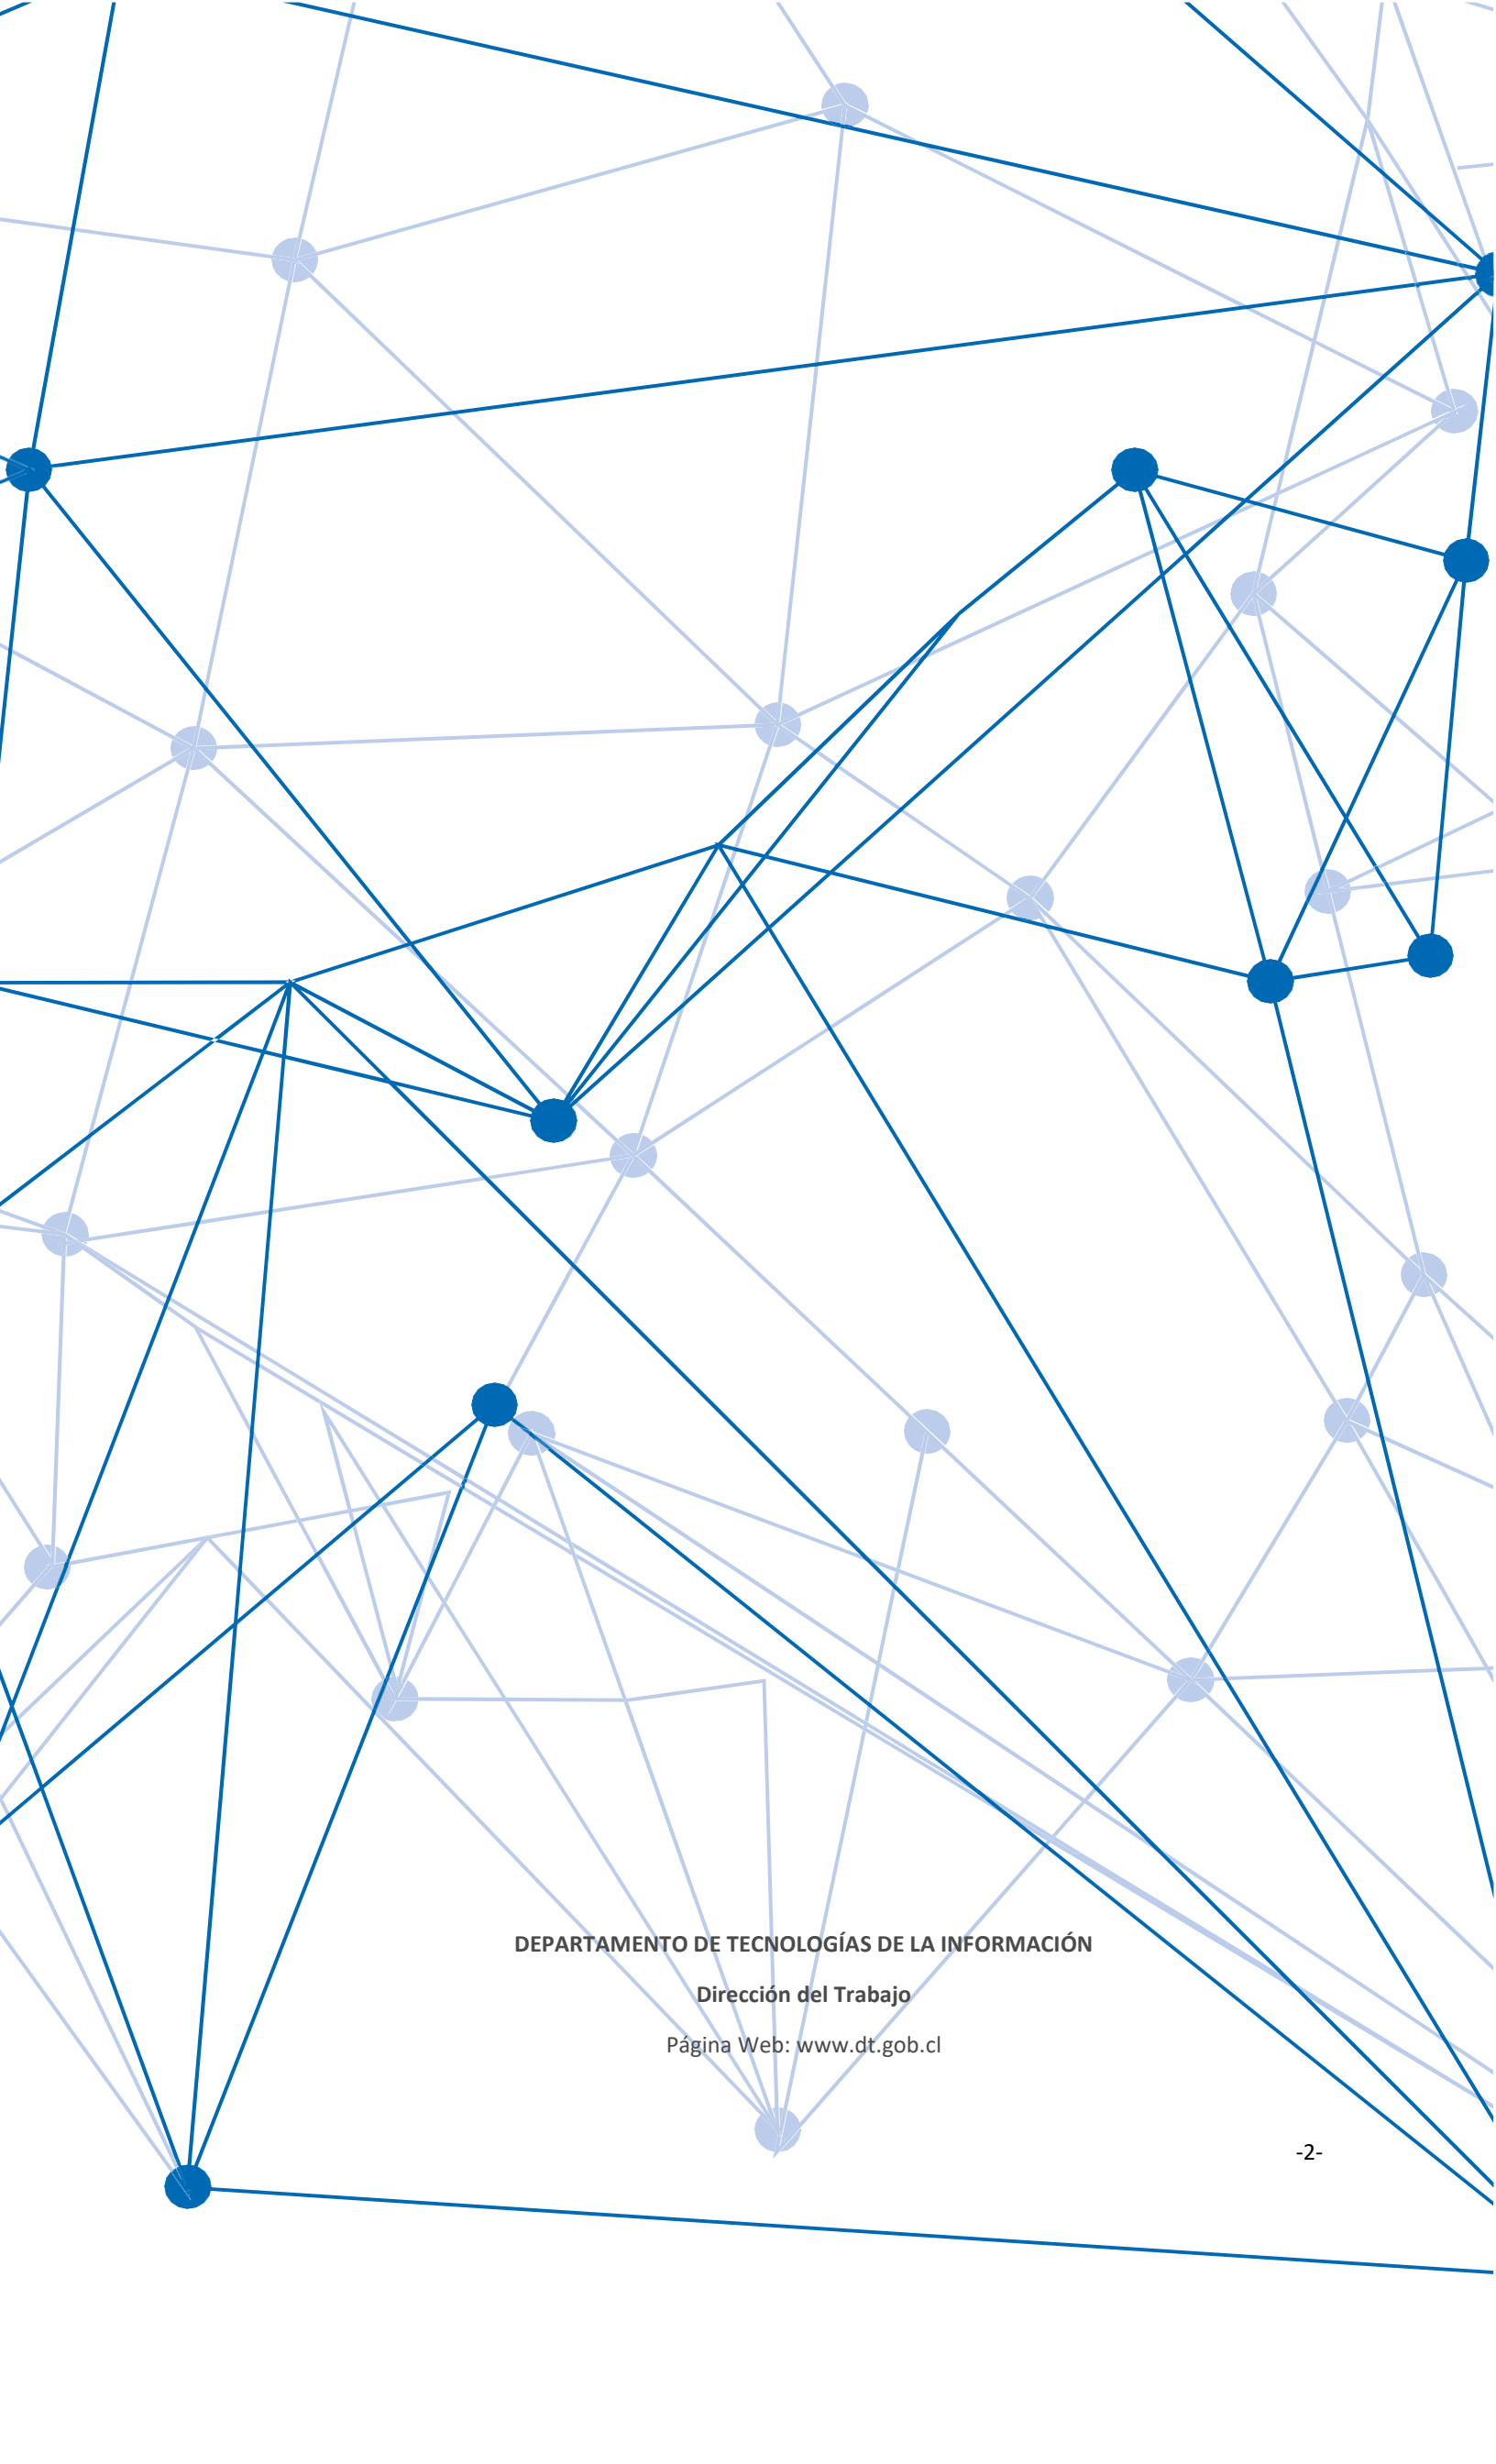 DEPARTAMENTO DE TECNOLOGÍAS DE LA INFORMACIÓN
Dirección del Trabajo
Página Web: www.dt.gob.cl
-2-